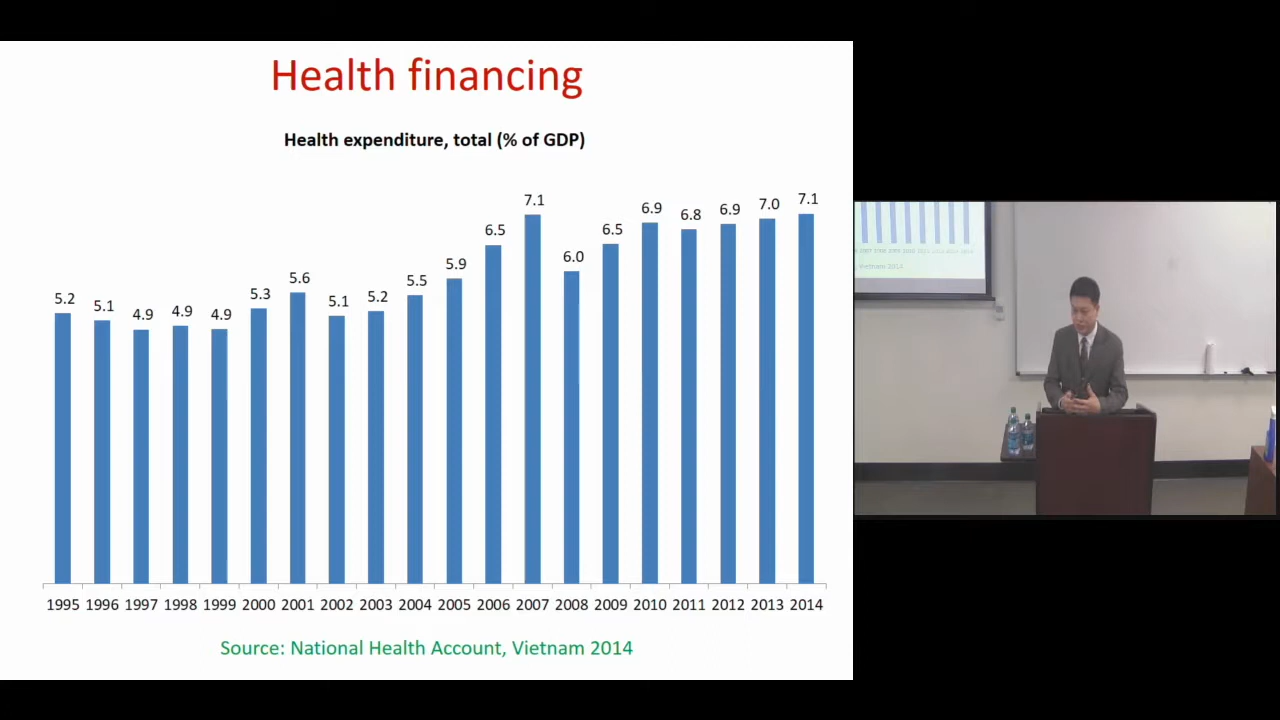 Health financing
Health expenditure, total (% of GDP)
5.2 5.1 4.9 4.9 4.9 5.3 5.6 5.1 5.2 5.5 5.9 6.5 7.1 6.0 6.5 6.9 6.8 6.9 7.0 7.1
1995 1996 1997 1998 1999 2000 2001 2002 2003 2004 2005 2006 2007 2008 2009 2010 2011 2012 2013 2014
Source: National Health Account, Vietnam 2014
, Vietnam 2014